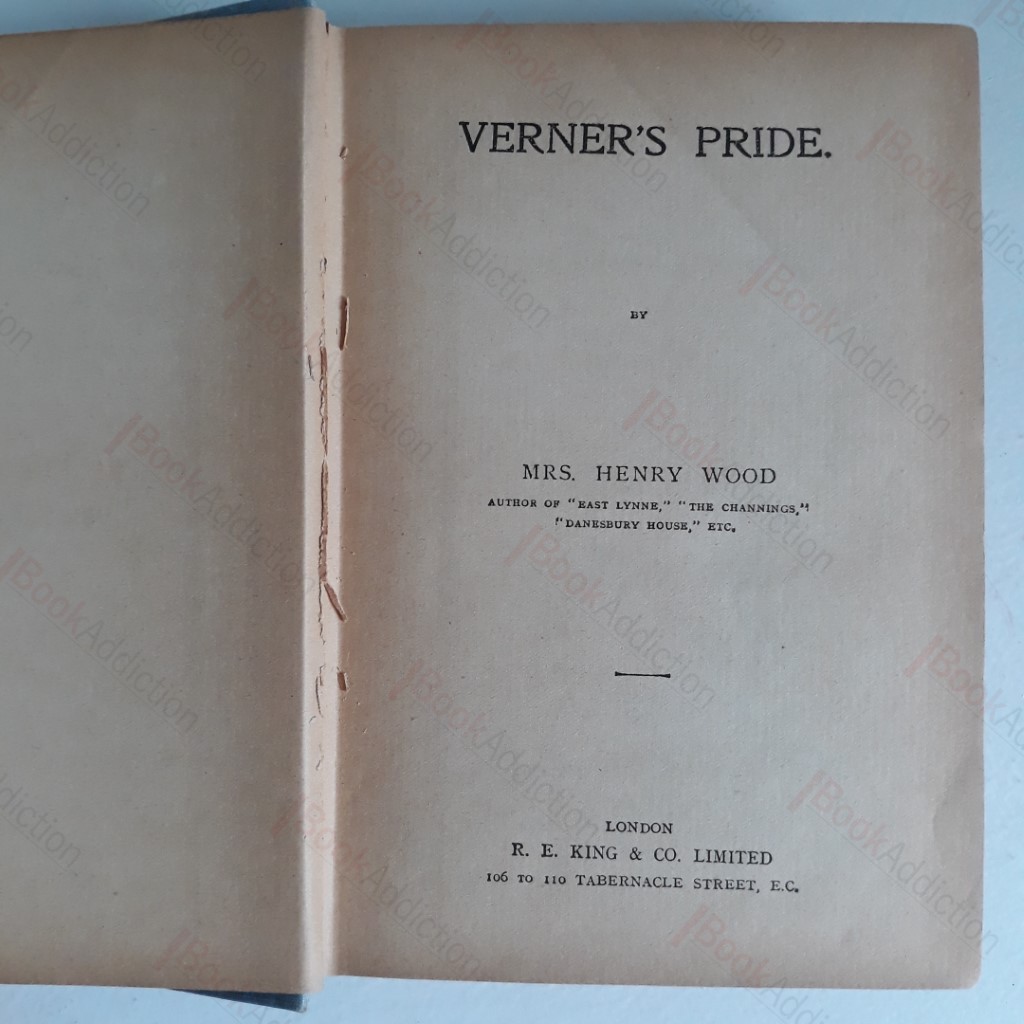 VERNER'S PRIDE.
BY
MRS. HENRY WOOD
AUTHOR OF "EAST LYNNE," "THE CHANNINGS,"
"DANESBURY HOUSE," ETC.
LONDON
R. E. KING & CO. LIMITED
106 TO 110 TABERNACLE STREET, E.C.
BookAddiction